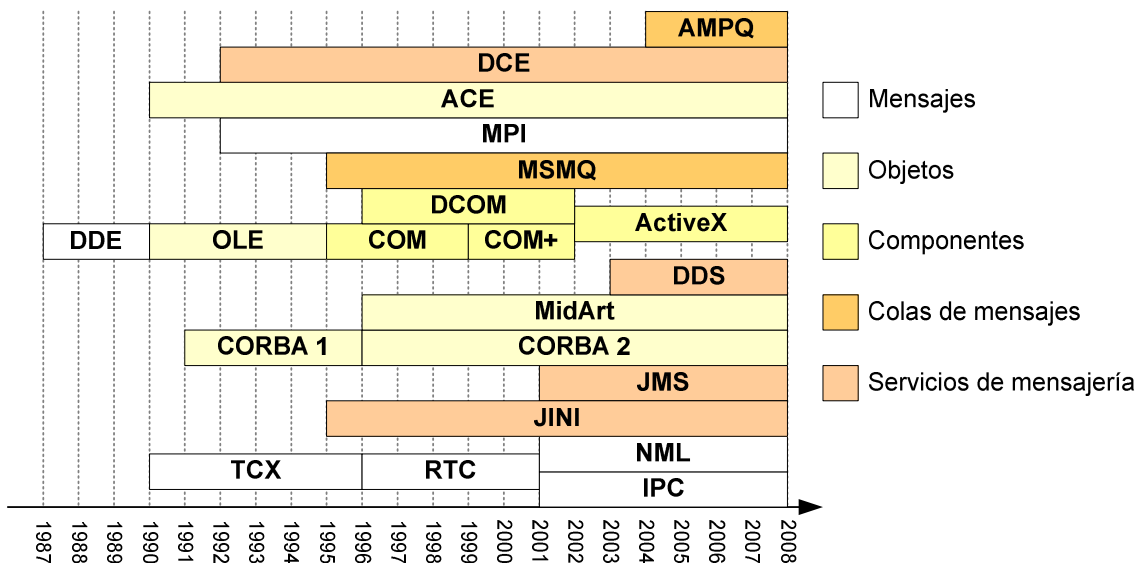 AMPQ
DCE
ACE
MPI
MSMQ
DCOM
ActiveX
DDE OLE COM COM+
DDS
MidArt
CORBA 1 CORBA 2
JMS
JINI
NML
TCX RTC
IPC
1987 1988 1989 1990 1991 1992 1993 1994 1995 1996 1997 1998 1999 2000 2001 2002 2003 2004 2005 2006 2007 2008
Mensajes
Objetos
Componentes
Colas de mensajes
Servicios de mensajería